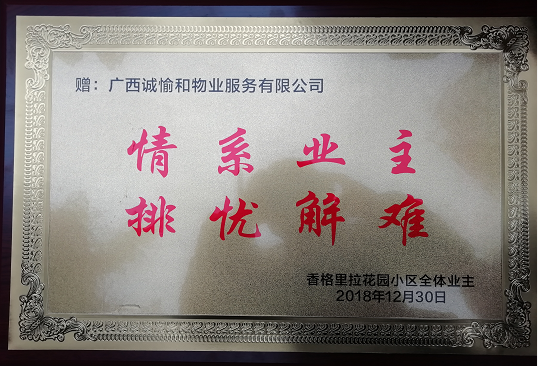 赠：广西诚愉和物业服务有限公司
情系业主
排忧解难
香格里拉花园小区全体业主
2018年12月30日